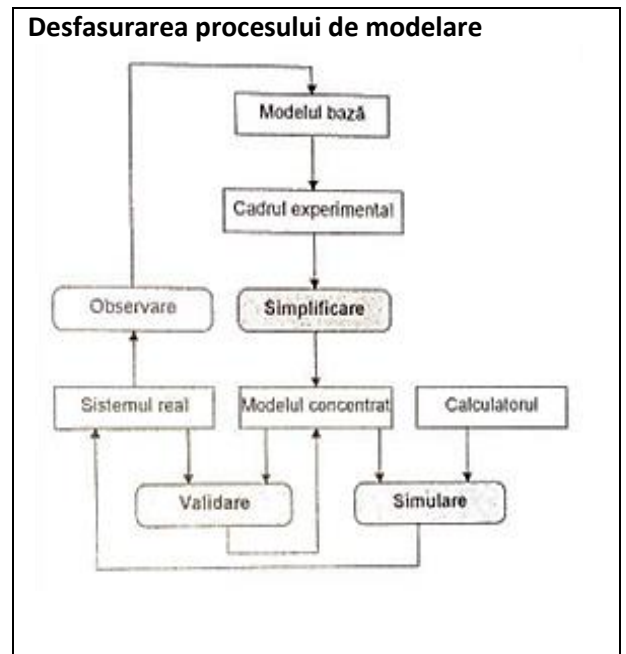 Desfasurarea procesului de modelare
Modelul bază
Cadrul experimental
Observare
Simplificare
Sistemul real
Modelul concentrat
Calculatorul
Validare
Simulare